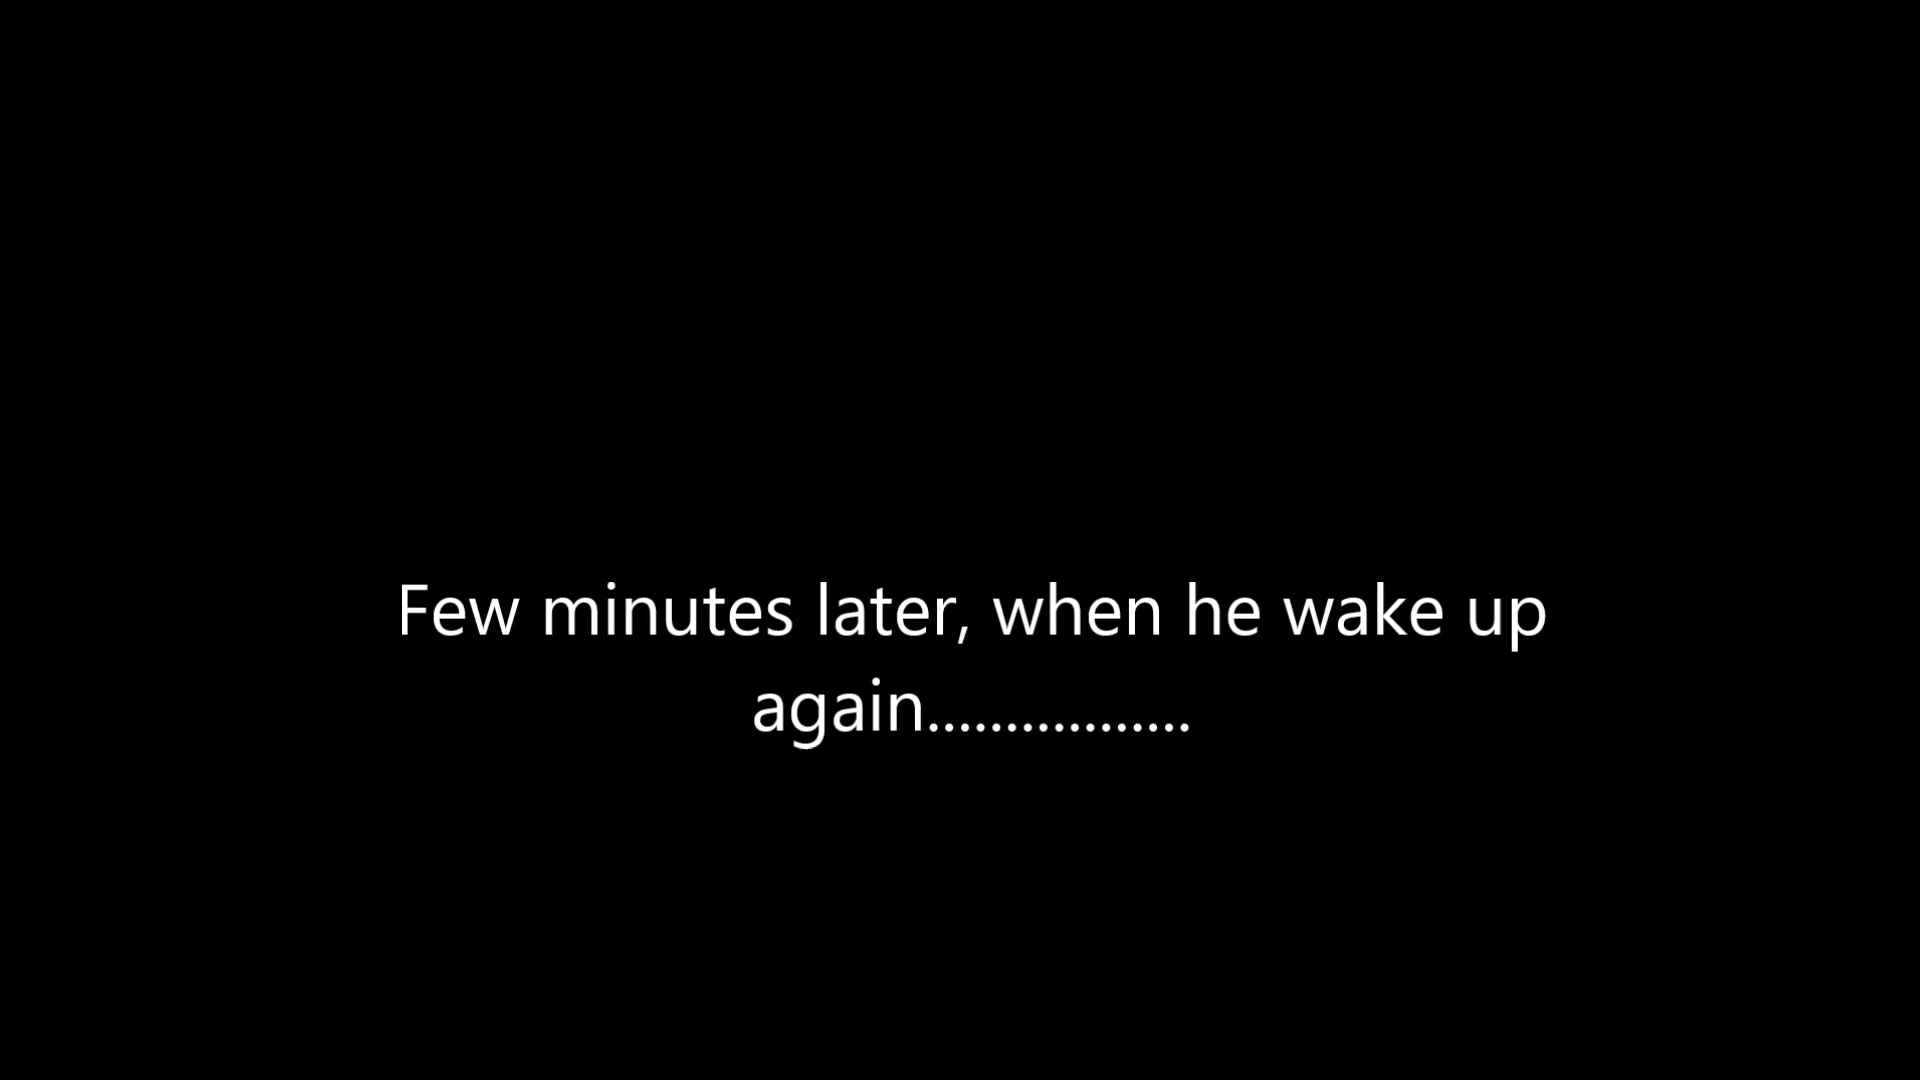 Few minutes later, when he wake up
again.................